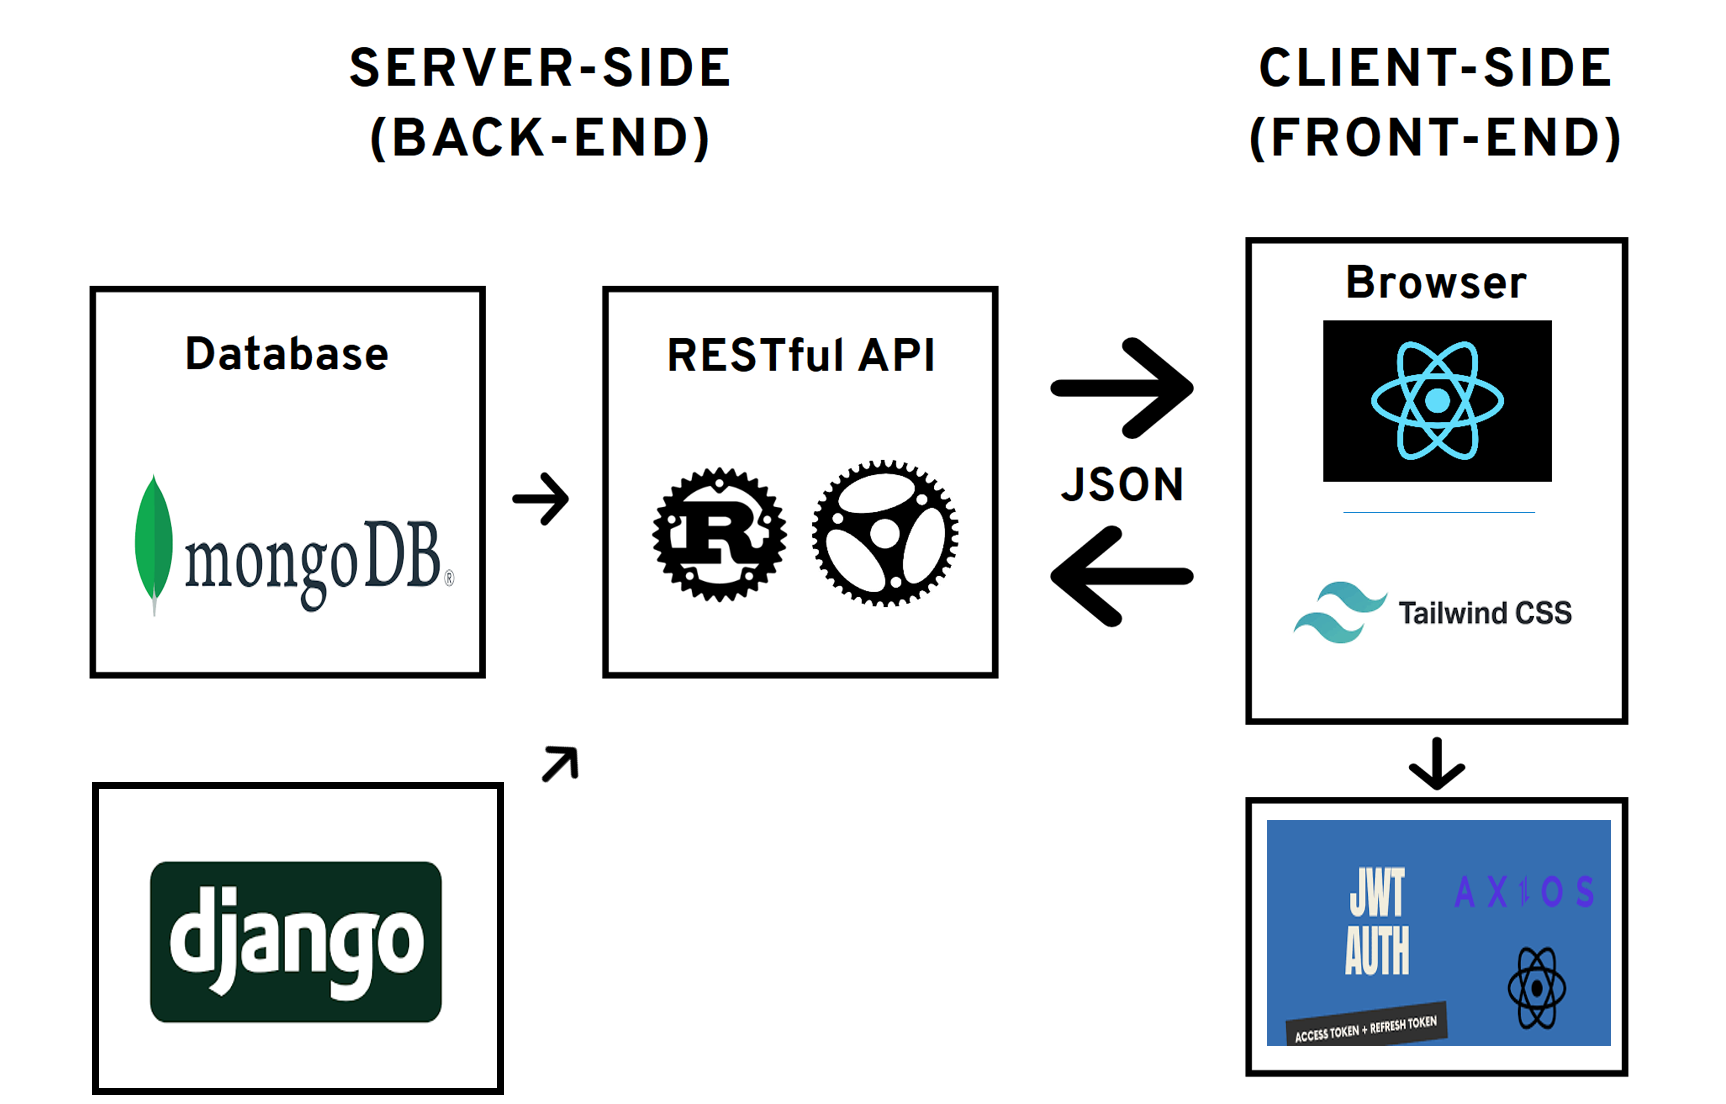 SERVER-SIDE
(BACK-END)
CLIENT-SIDE
(FRONT-END)
Database
mongoDB®
RESTful API
R
JSON
Browser
Tailwind CSS
django
JWT
AUTH
AXIOS
ACCESS TOKEN + REFRESH TOKEN